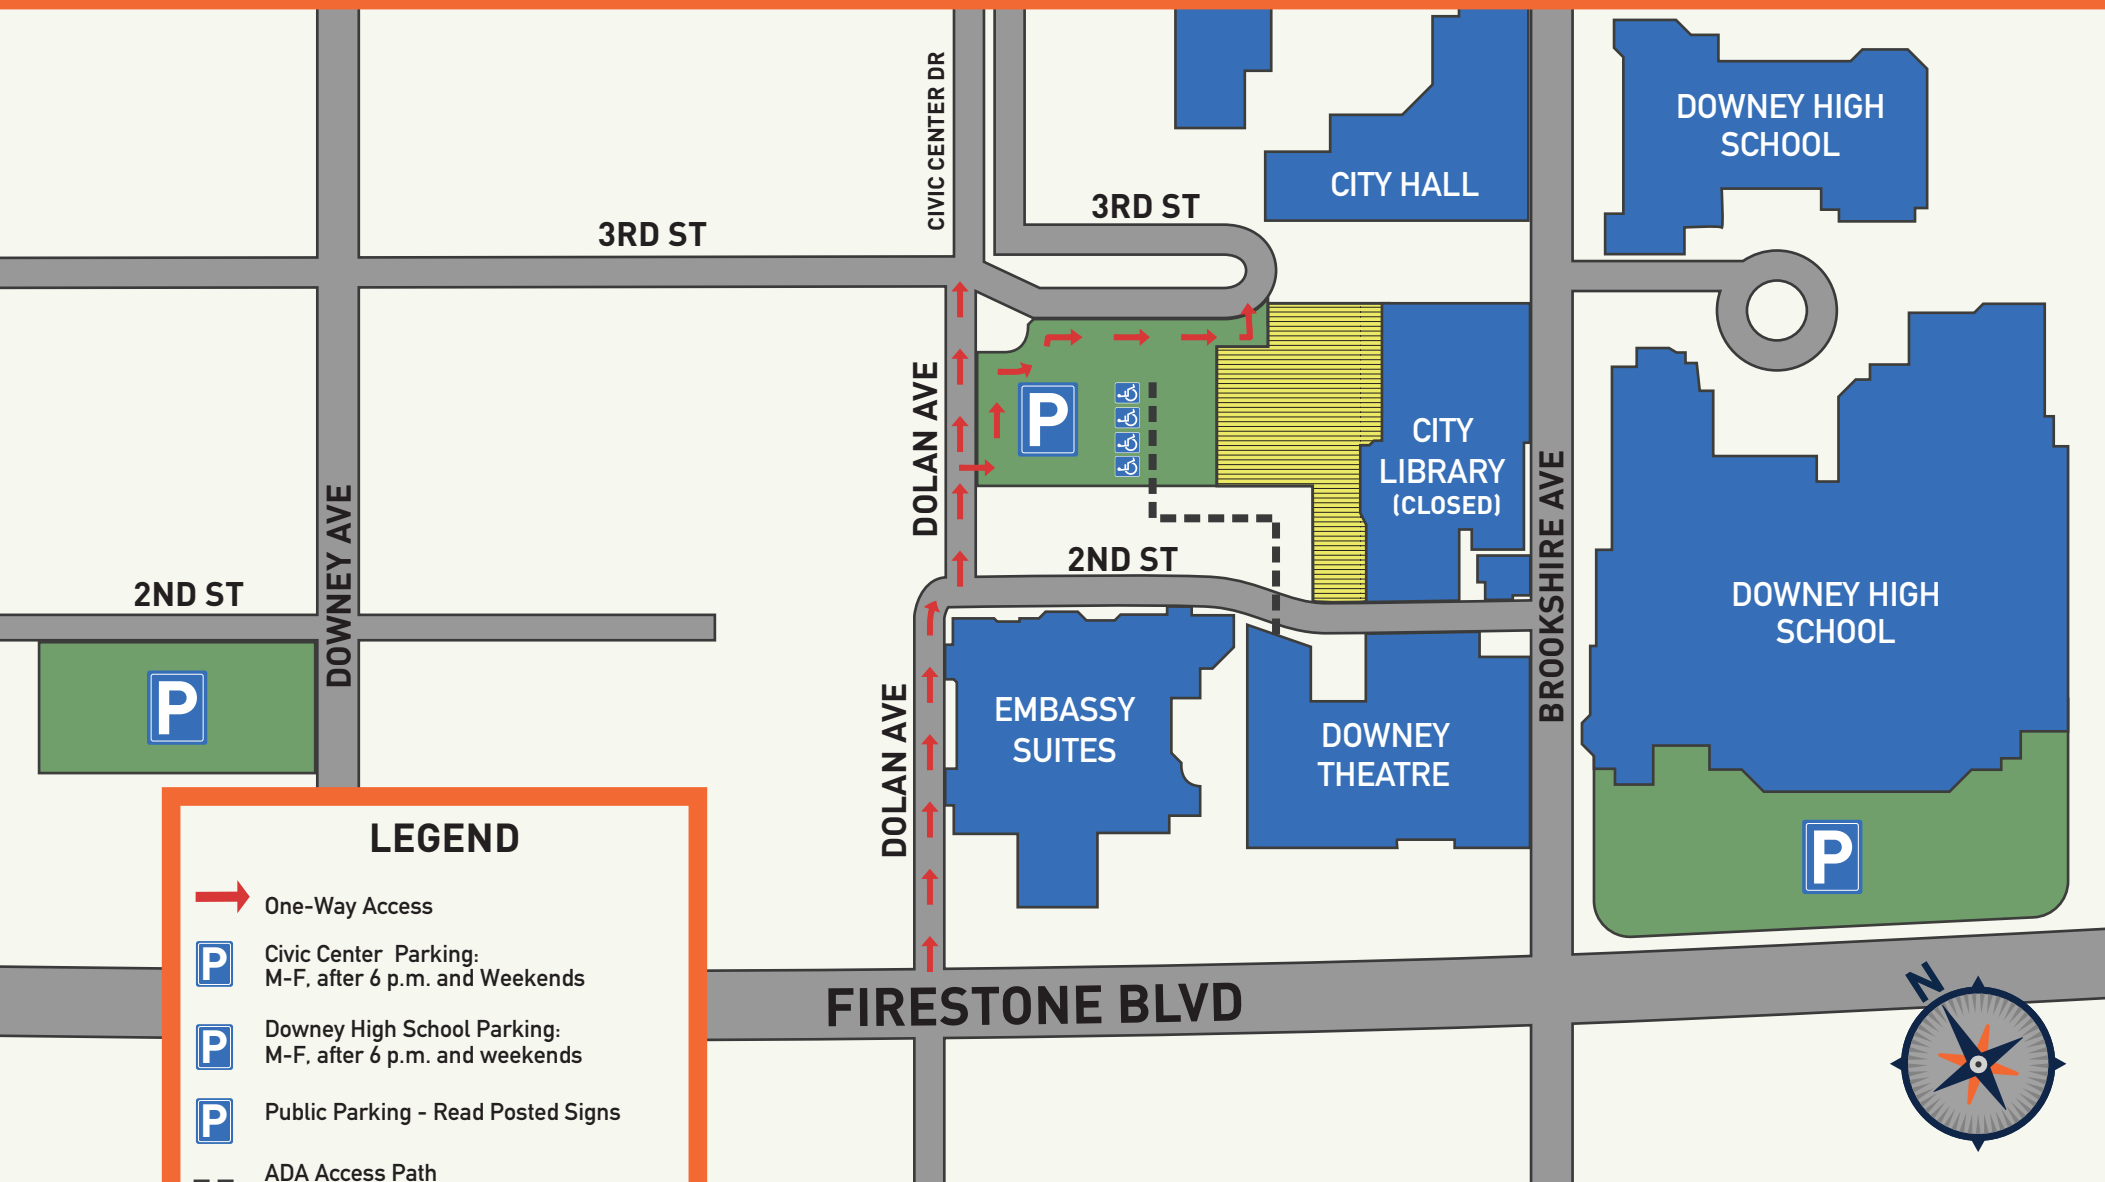 CIVIC CENTER DR
3RD ST
3RD ST
CITY HALL
DOWNEY HIGH
SCHOOL
DOLAN AVE
P
CITY
LIBRARY
(CLOSED)
BROOKSHIRE AVE
DOWNEY AVE
2ND ST
2ND ST
P
DOWNEY HIGH
SCHOOL
EMBASSY
SUITES
DOWNEY
THEATRE
DOLAN AVE
P
FIRESTONE BLVD
N
LEGEND
One-Way Access
P
Civic Center Parking:
M-F, after 6 p.m. and Weekends
P
Downey High School Parking:
M-F, after 6 p.m. and weekends
P
Public Parking - Read Posted Signs
ADA Access Path